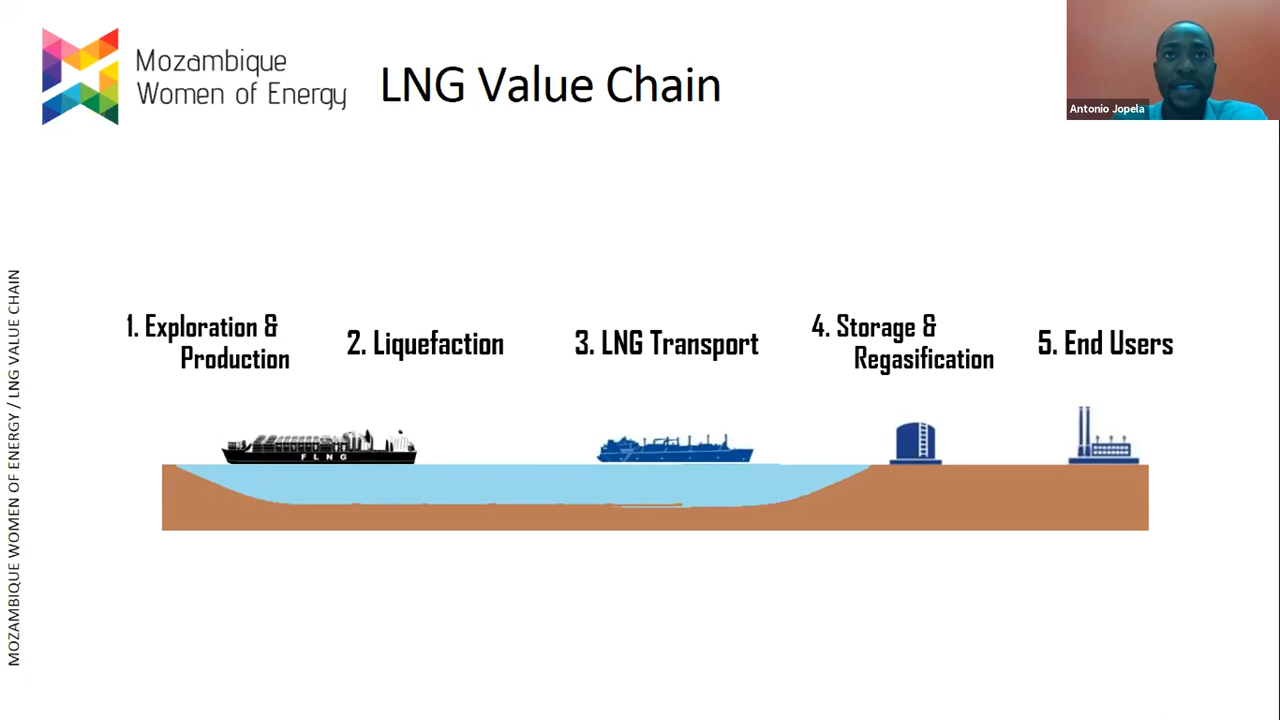 Mozambique
Women of Energy
LNG Value Chain
Antonio Jopela
1. Exploration &
Production
2. Liquefaction
3. LNG Transport
4. Storage &
Regasification
5. End Users
FLNG
MOZAMBIQUE WOMEN OF ENERGY / LNG VALUE CHAIN